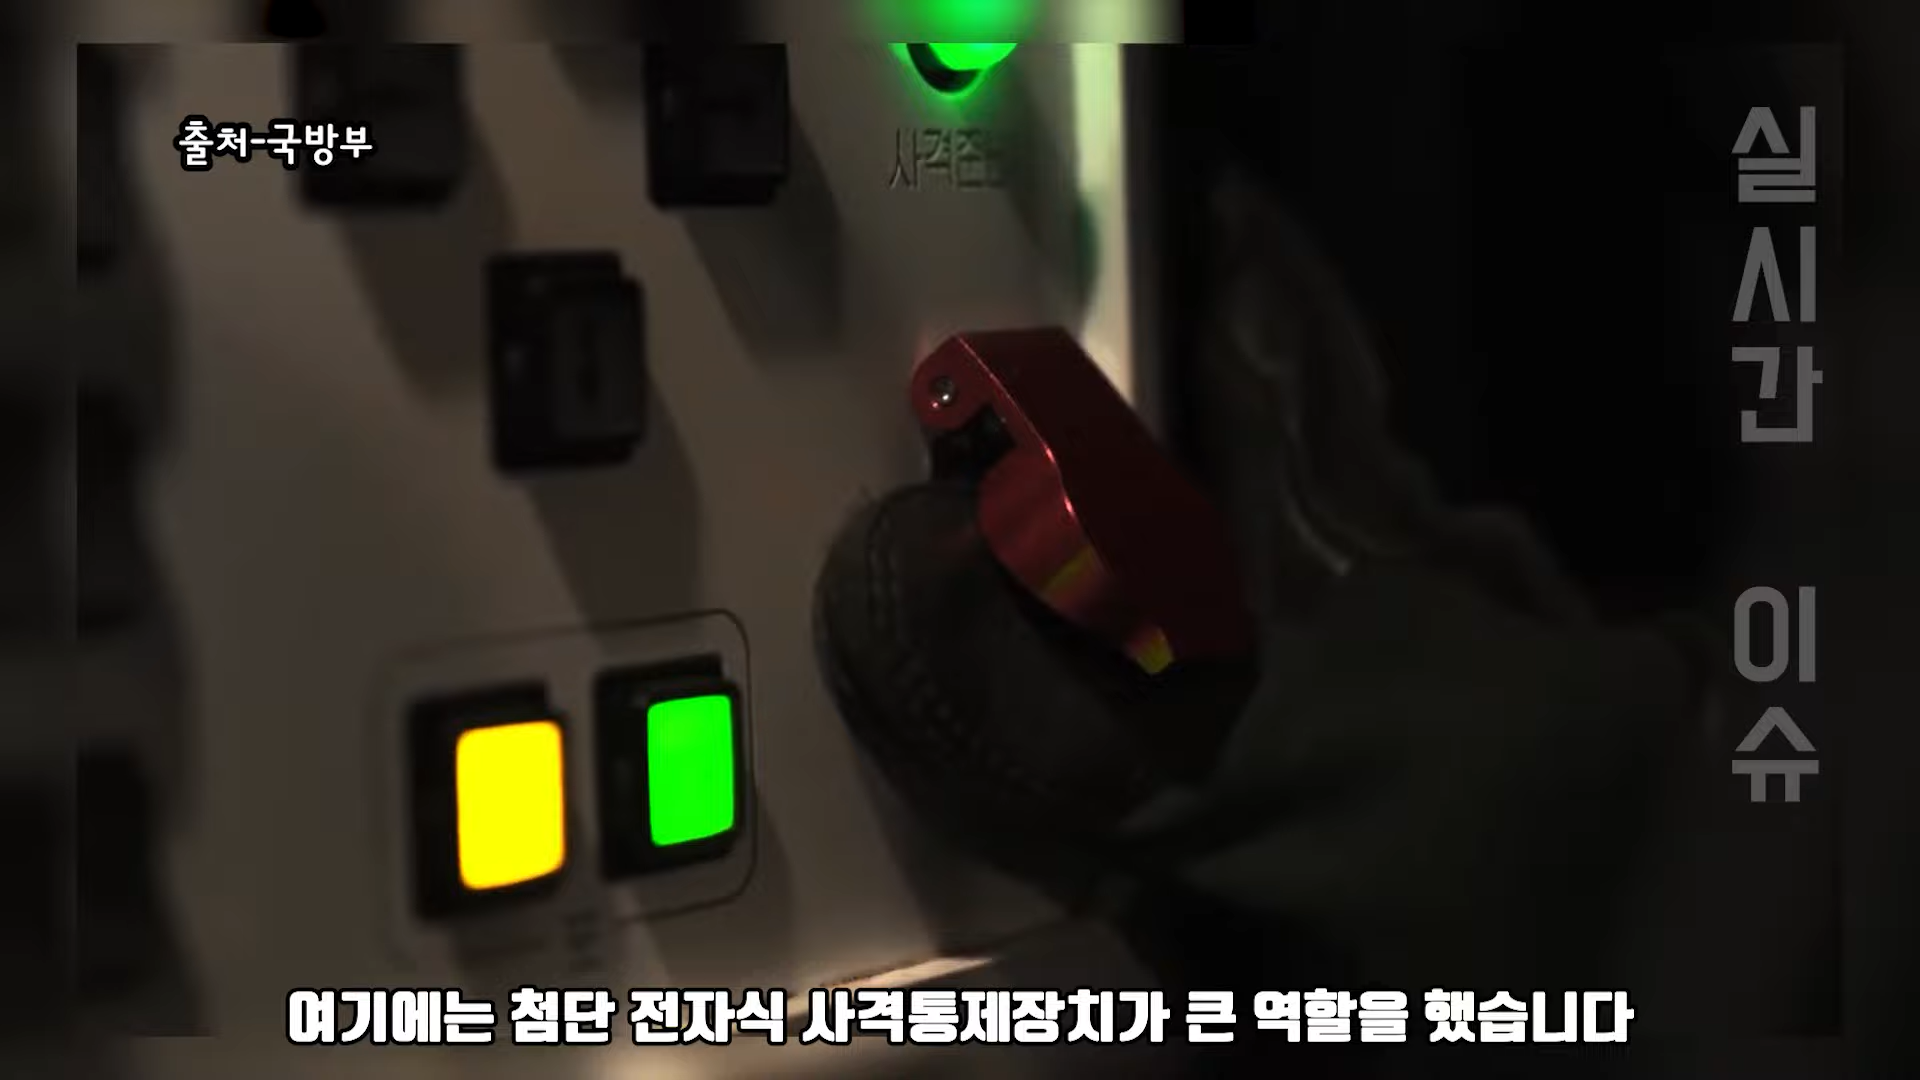 출처-국방부
실시간 이슈
여기에는 첨단 전자식 사격통제장치가 큰 역할을 했습니다